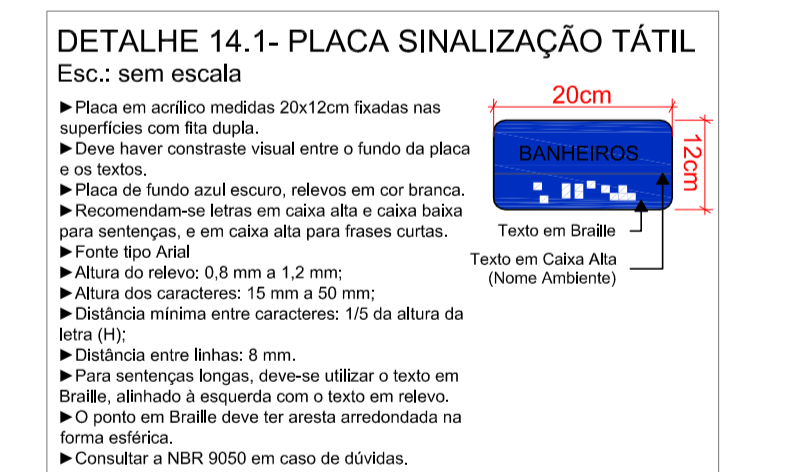 DETALHE 14.1- PLACA SINALIZAÇÃO TÁTIL
Esc.: sem escala
►Placa em acrílico medidas 20x12cm fixadas nas
superfícies com fita dupla.
►Deve haver constraste visual entre o fundo da placa
e os textos.
►Placa de fundo azul escuro, relevos em cor branca.
►Recomendam-se letras em caixa alta e caixa baixa
para sentenças, e em caixa alta para frases curtas.
►Fonte tipo Arial
►Altura do relevo: 0,8 mm a 1,2 mm;
►Altura dos caracteres: 15 mm a 50 mm;
►Distância mínima entre caracteres: 1/5 da altura da
letra (H);
►Distância entre linhas: 8 mm.
►Para sentenças longas, deve-se utilizar o texto em
Braille, alinhado à esquerda com o texto em relevo.
►O ponto em Braille deve ter aresta arredondada na
forma esférica.
►Consultar a NBR 9050 em caso de dúvidas.
20cm
12cm
BANHEIROS
Texto em Braille
Texto em Caixa Alta
(Nome Ambiente)